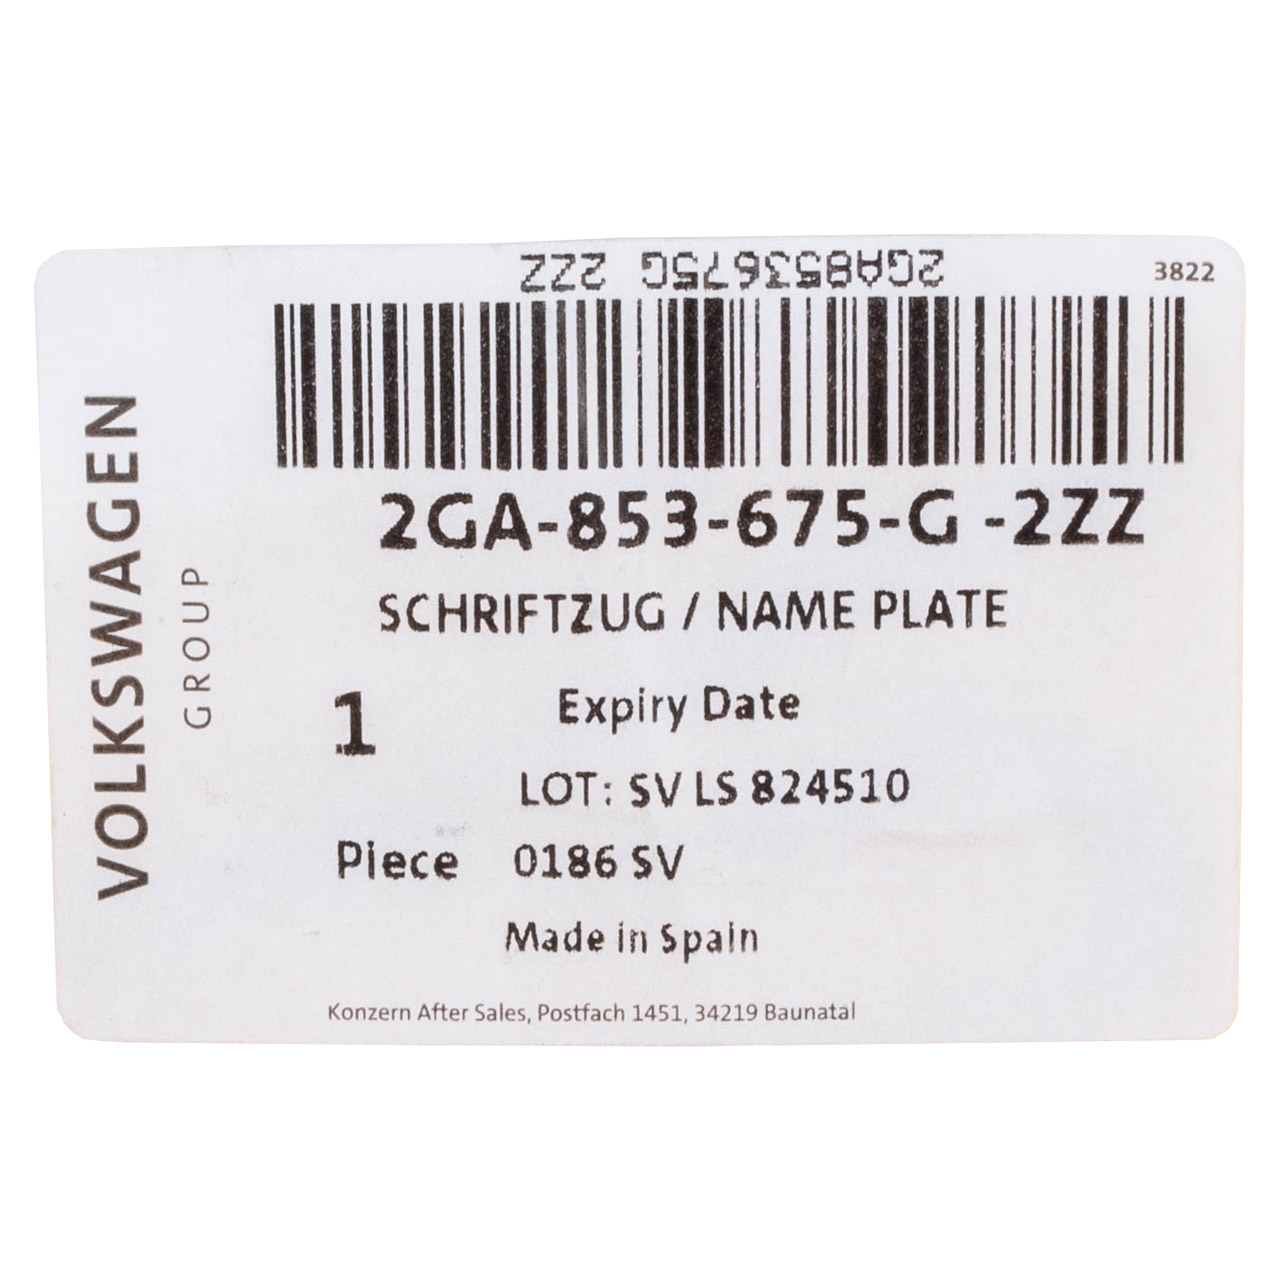 2GA853675G 2ZZ
3822
2GA-853-675-G -2ZZ
SCHRIFTZUG / NAME PLATE
1
Expiry Date
LOT: SV LS 824510
Piece 0186 SV
Made in Spain
Konzern After Sales, Postfach 1451, 34219 Baunatal
VOLKSWAGEN
GROUP